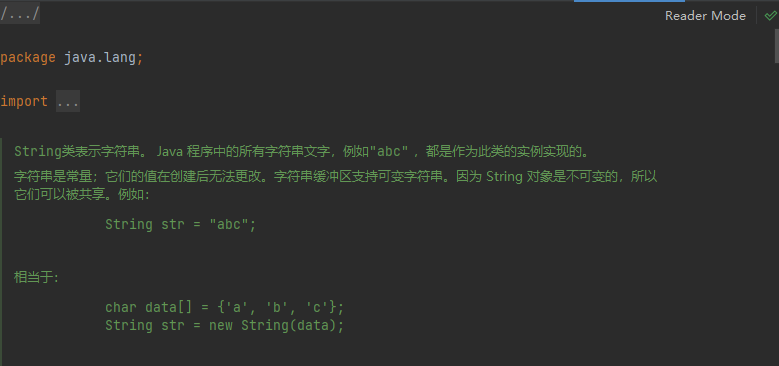 /.../
Reader Mode
package java.lang;
import ...
String类表示字符串。 Java 程序中的所有字符串文字，例如"abc" ，都是作为此类的实例实现的。
字符串是常量；它们的值在创建后无法更改。字符串缓冲区支持可变字符串。因为 String 对象是不可变的，所以
它们可以被共享。例如：
String str = "abc";
相当于：
char data[] = {'a', 'b', 'c'};
String str = new String(data);